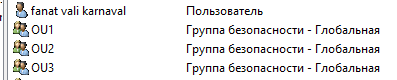 fanat vali karnaval Пользователь
OU1 Группа безопасности - Глобальная
OU2 Группа безопасности - Глобальная
OU3 Группа безопасности - Глобальная